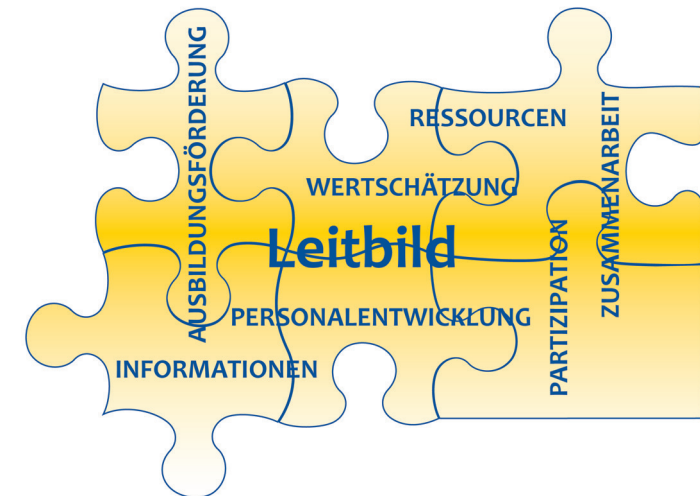 AUSBILDUNGSFÖRDERUNG
RESSOURCEN
WERTSCHÄTZUNG
ZUSAMMENARBEIT
Leitbild
PARTIZIPATION
PERSONALENTWICKLUNG
INFORMATIONEN